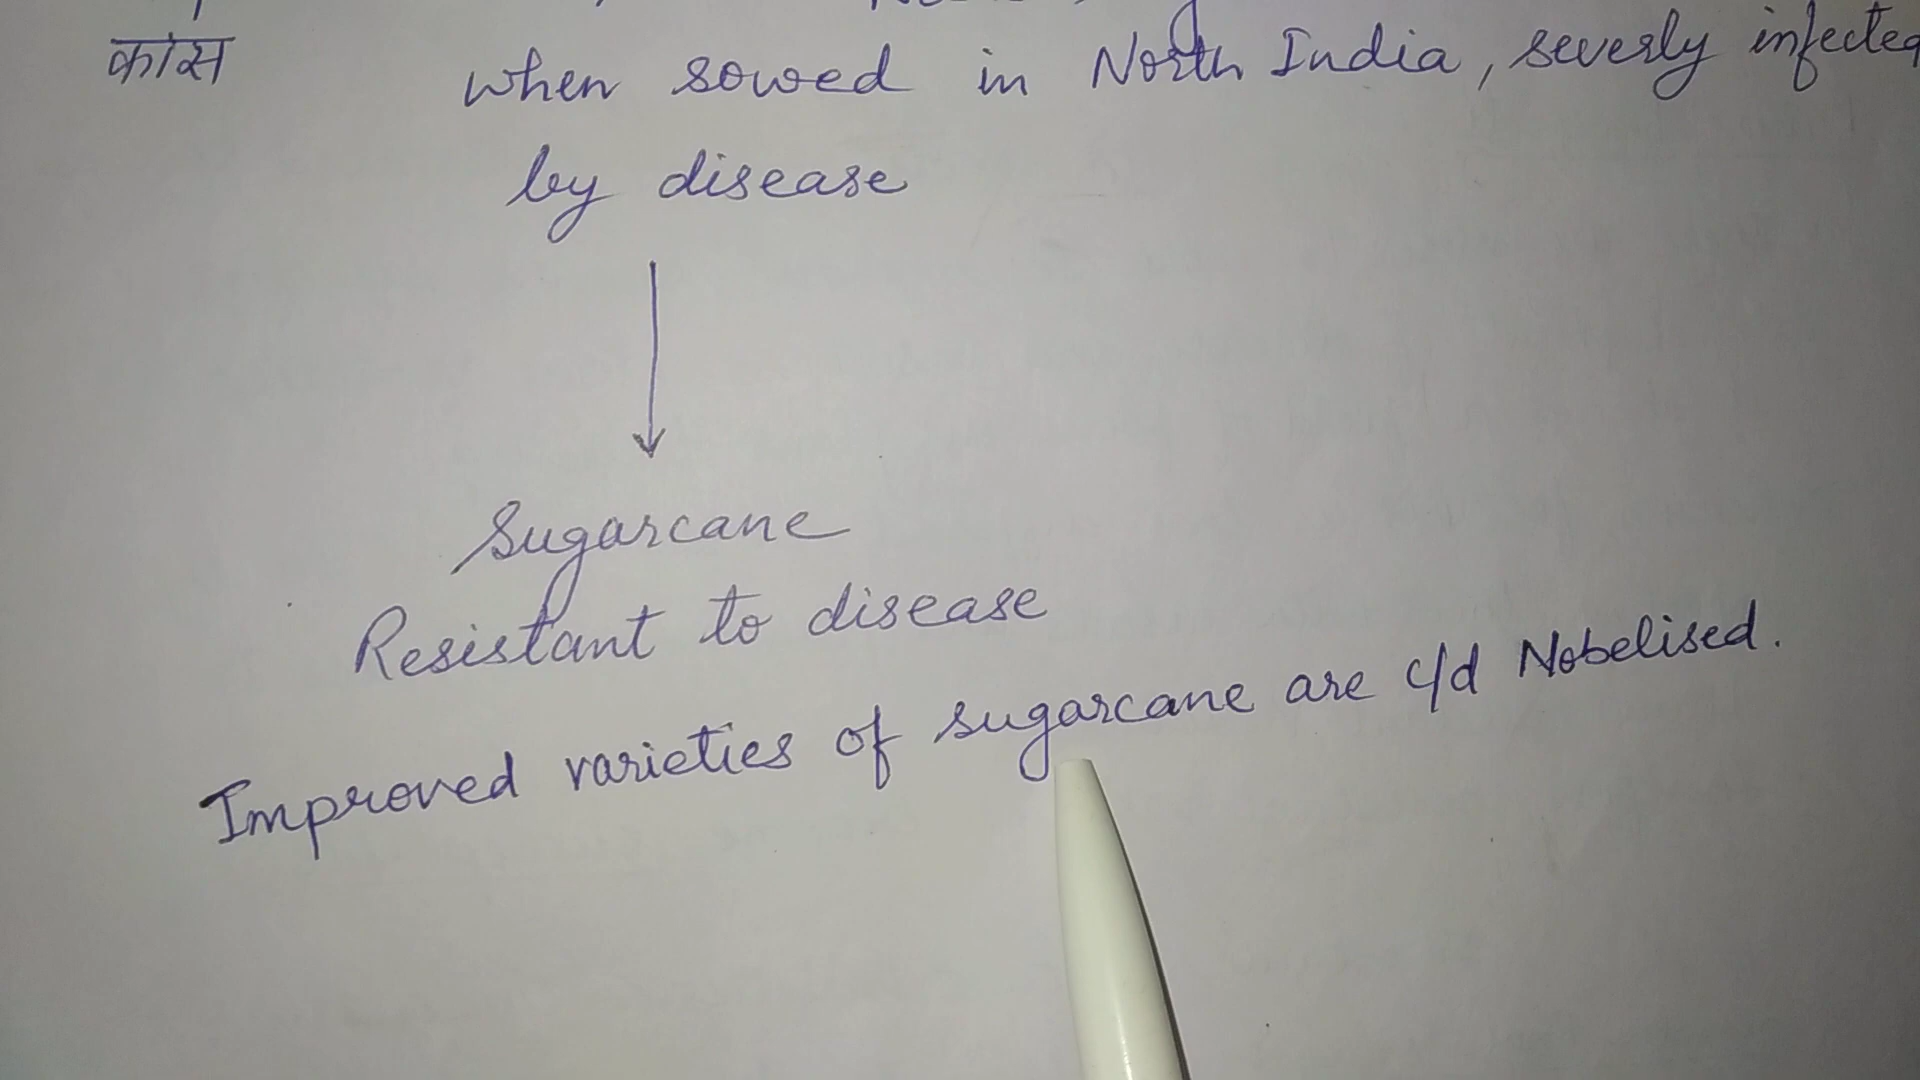 कांस when sowed in North India, severly infected
by disease
Sugarcane
Resistant to disease
Improved varieties of sugarcane are c/d Nobelised.